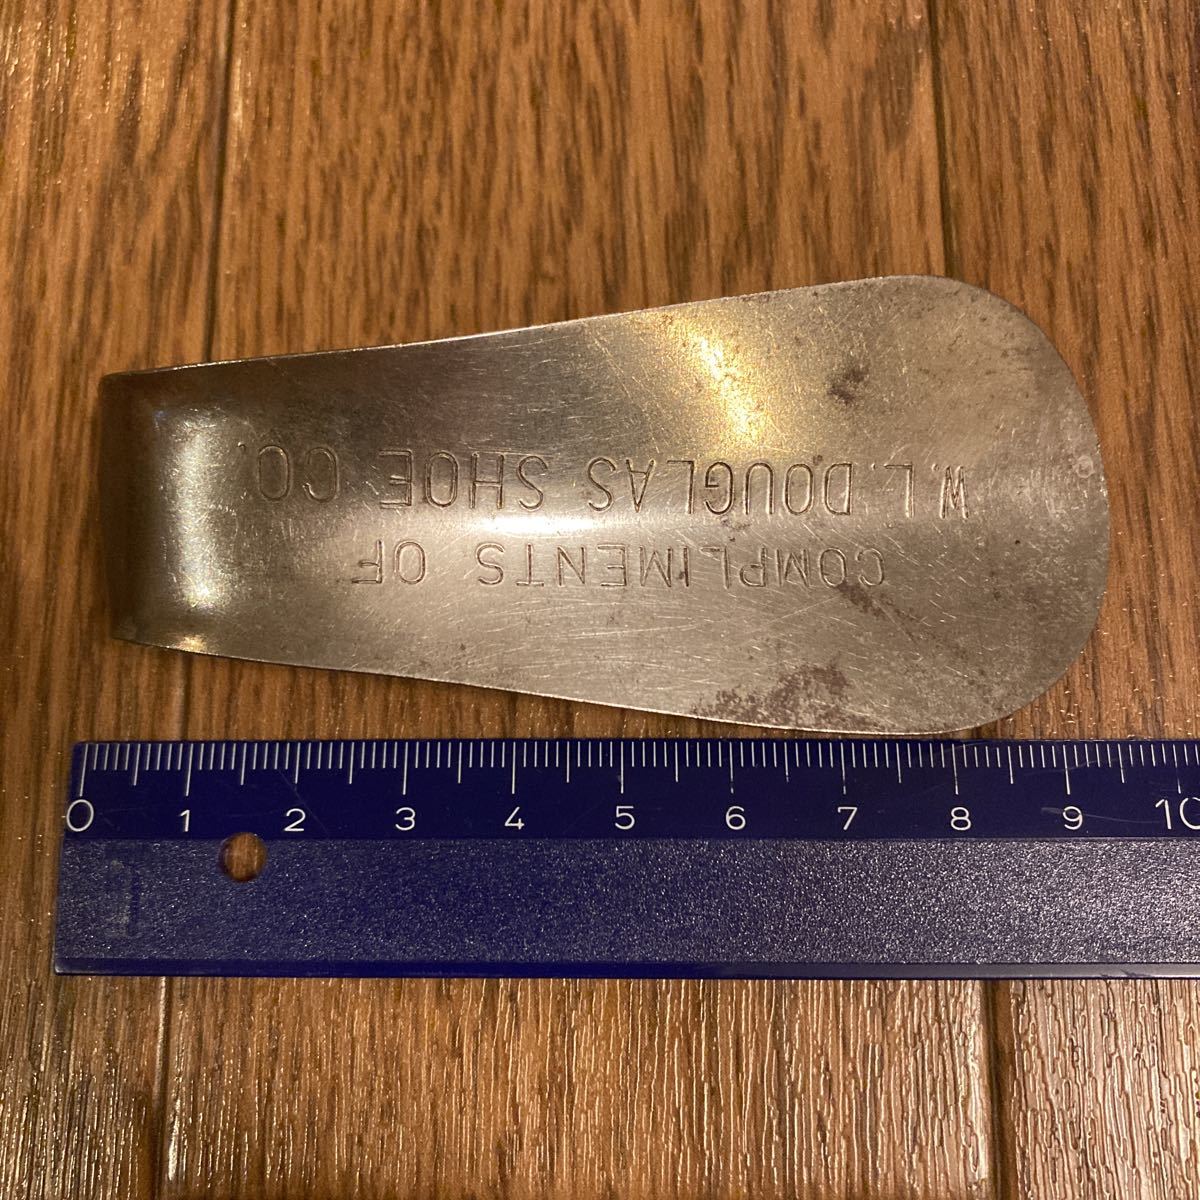 COMPLIMENTS OF
W.L. DOUGLAS SHOE CO.
0 1 2 3 4 5 6 7 8 9 10